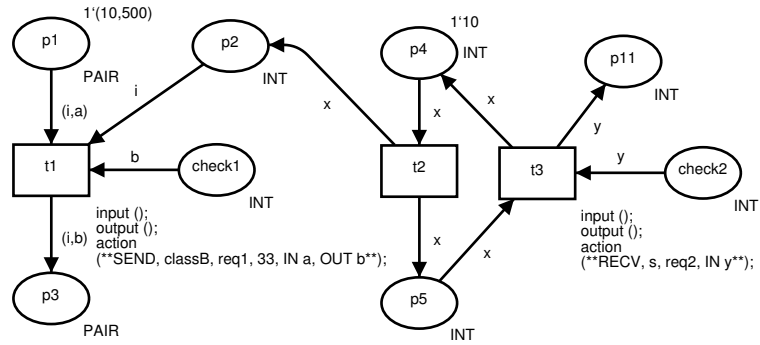 1‘(10,500)
p1
PAIR
p2
INT
1‘10
p4
INT
p11
INT
(i,a)
i
x
x
x
y
t1
b
check1
INT
t2
t3
y
check2
INT
(i,b)
input ();
output ();
action
(**SEND, classB, req1, 33, IN a, OUT b**);
x
x
input ();
output ();
action
(**RECV, s, req2, IN y**);
p3
PAIR
p5
INT